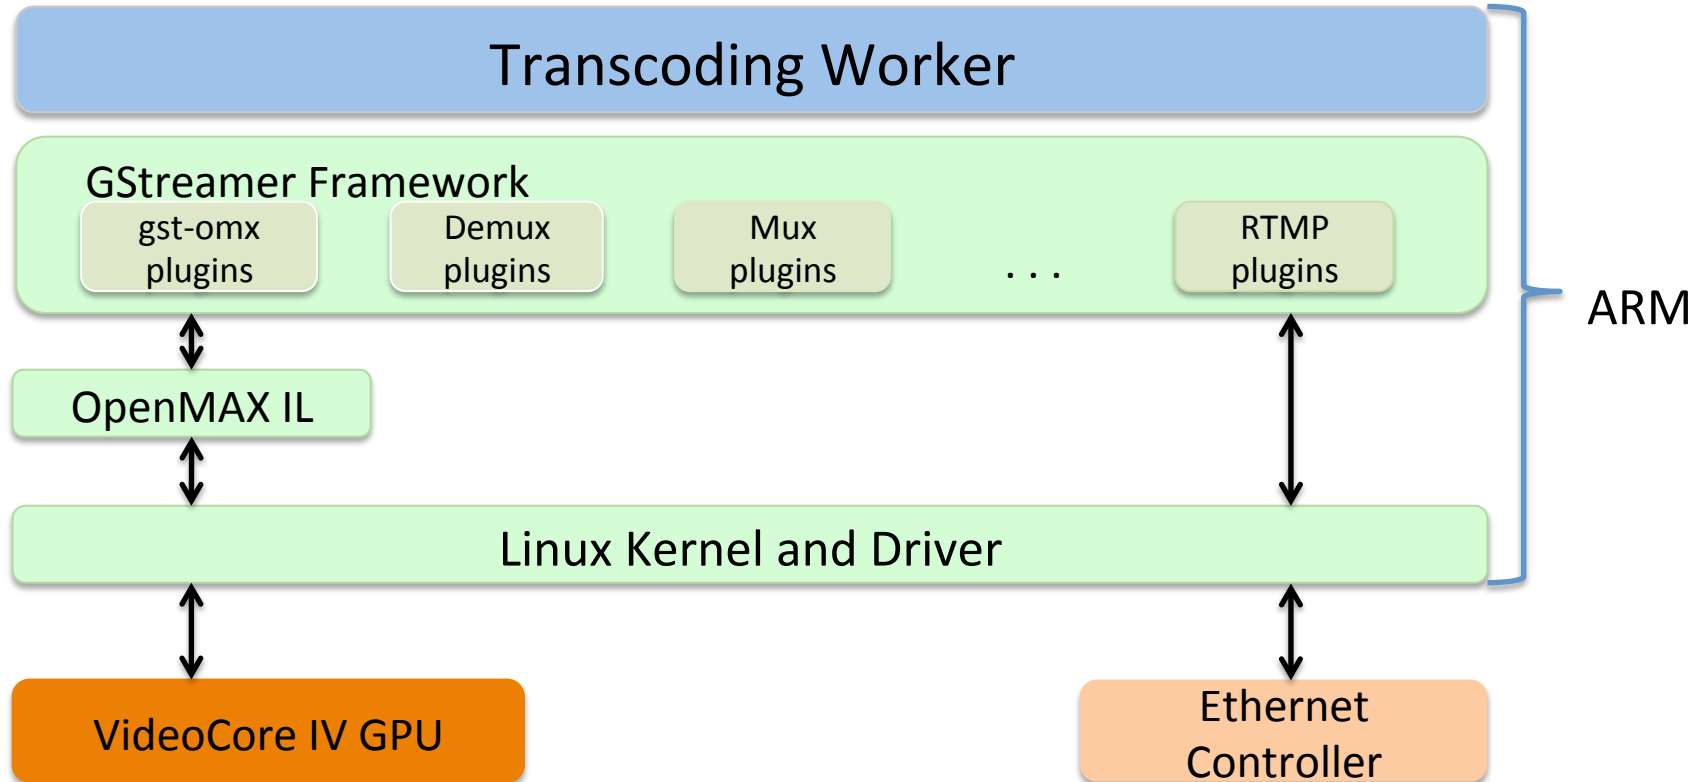 Transcoding Worker
GStreamer Framework
gst-omx
plugins
Demux
plugins
Mux
plugins
. . .
RTMP
plugins
ARM
OpenMAX IL
Linux Kernel and Driver
VideoCore IV GPU
Ethernet
Controller